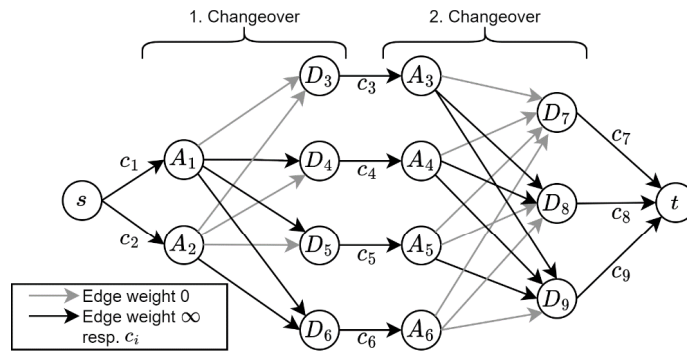 1. Changeover
2. Changeover
D3
c3
A3
D7
c7
c1
A1
D4
c4
A4
s
D8
c8
t
c2
A2
D5
c5
A5
c9
D9
D6
c6
A6
Edge weight 0
Edge weight ∞
resp. ci